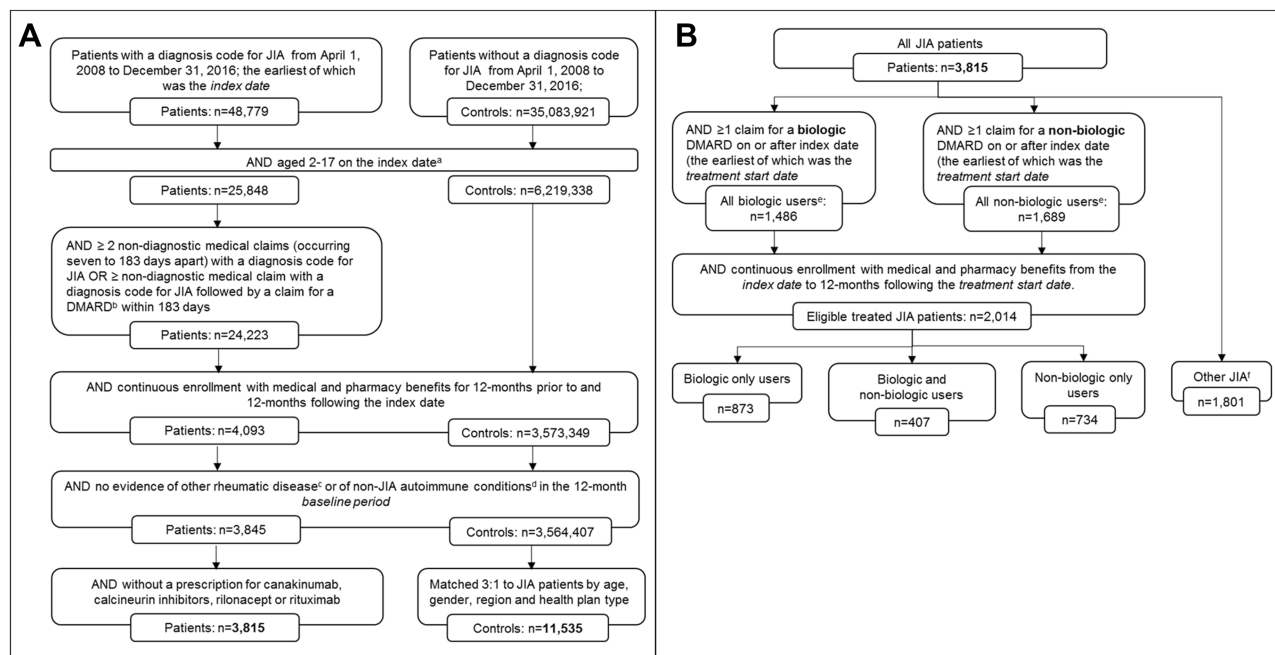 A
Patients with a diagnosis code for JIA from April 1,
2008 to December 31, 2016; the earliest of which
was the index date
Patients: n=48,779
Patients without a diagnosis code
for JIA from April 1, 2008 to
December 31, 2016;
Controls: n=35,083,921
AND aged 2-17 on the index dateᵃ
Patients: n=25,848
Controls: n=6,219,338
AND ≥ 2 non-diagnostic medical claims (occurring
seven to 183 days apart) with a diagnosis code for
JIA OR ≥ non-diagnostic medical claim with a
diagnosis code for JIA followed by a claim for a
DMARDᵇ within 183 days
Patients: n=24,223
AND continuous enrollment with medical and pharmacy benefits for 12-months prior to and
12-months following the index date
Patients: n=4,093
Controls: n=3,573,349
AND no evidence of other rheumatic diseaseᶜ or of non-JIA autoimmune conditionsᵈ in the 12-month
baseline period
Patients: n=3,845
Controls: n=3,564,407
AND without a prescription for canakinumab,
calcineurin inhibitors, rilonacept or rituximab
Patients: n=3,815
Matched 3:1 to JIA patients by age,
gender, region and health plan type
Controls: n=11,535
B
All JIA patients
Patients: n=3,815
AND ≥1 claim for a biologic
DMARD on or after index date
(the earliest of which was the
treatment start date
All biologic usersᵉ:
n=1,486
AND ≥1 claim for a non-biologic
DMARD on or after index date
(the earliest of which was the
treatment start date
All non-biologic usersᵉ:
n=1,689
AND continuous enrollment with medical and pharmacy benefits from the
index date to 12-months following the treatment start date.
Eligible treated JIA patients: n=2,014
Biologic only users
n=873
Biologic and
non-biologic users
n=407
Non-biologic only
users
n=734
Other JIAᶠ
n=1,801